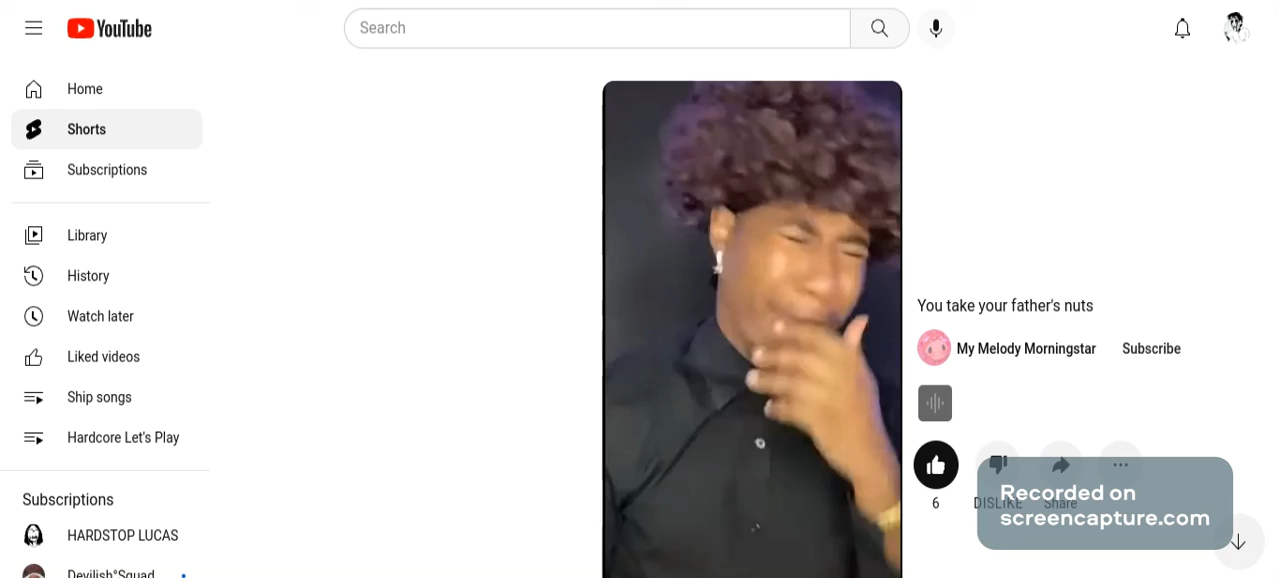 YouTube
Search
Home
Shorts
Subscriptions
Library
History
Watch later
Liked videos
Ship songs
Hardcore Let's Play
Subscriptions
HARDSTOP LUCAS
Devilish°Squad
You take your father's nuts
My Melody Morningstar
Subscribe
6
DISLIKE
Share
Recorded on
screencapture.com